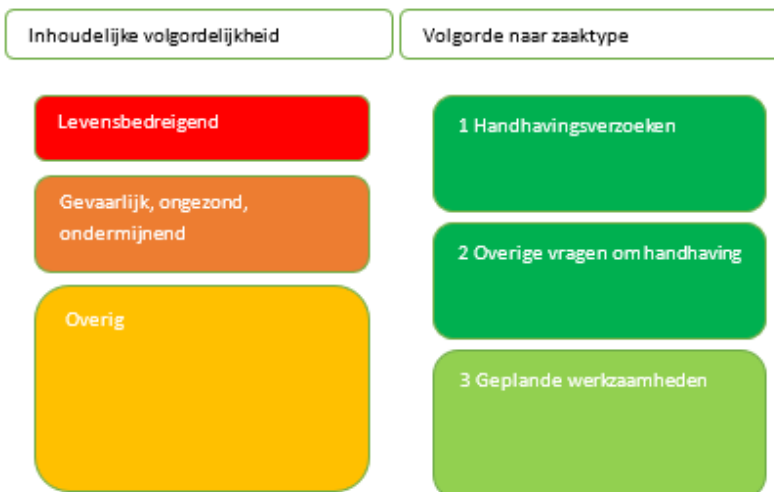 Inhoudelijke volgordelijkheid
Volgorde naar zaaktype
Levensbedreigend
Gevaarlijk, ongezond,
ondermijnend
Overig
1 Handhavingsverzoeken
2 Overige vragen om handhaving
3 Geplande werkzaamheden